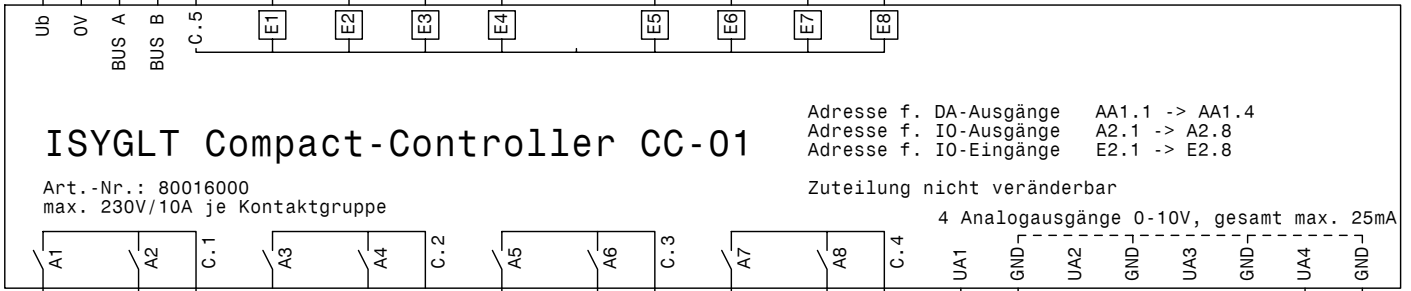 Ub 0V BUS A BUS B C.5 E1 E2 E3 E4 E5 E6 E7 E8
ISYGLT Compact-Controller CC-01
Art.-Nr.: 80016000
max. 230V/10A je Kontaktgruppe
Adresse f. DA-Ausgänge AA1.1 -> AA1.4
Adresse f. IO-Ausgänge A2.1 -> A2.8
Adresse f. IO-Eingänge E2.1 -> E2.8
Zuteilung nicht veränderbar
4 Analogausgänge 0-10V, gesamt max. 25mA
A1 A2 C.1 A3 A4 C.2 A5 A6 C.3 A7 A8 C.4 UA1 GND UA2 GND UA3 GND UA4 GND